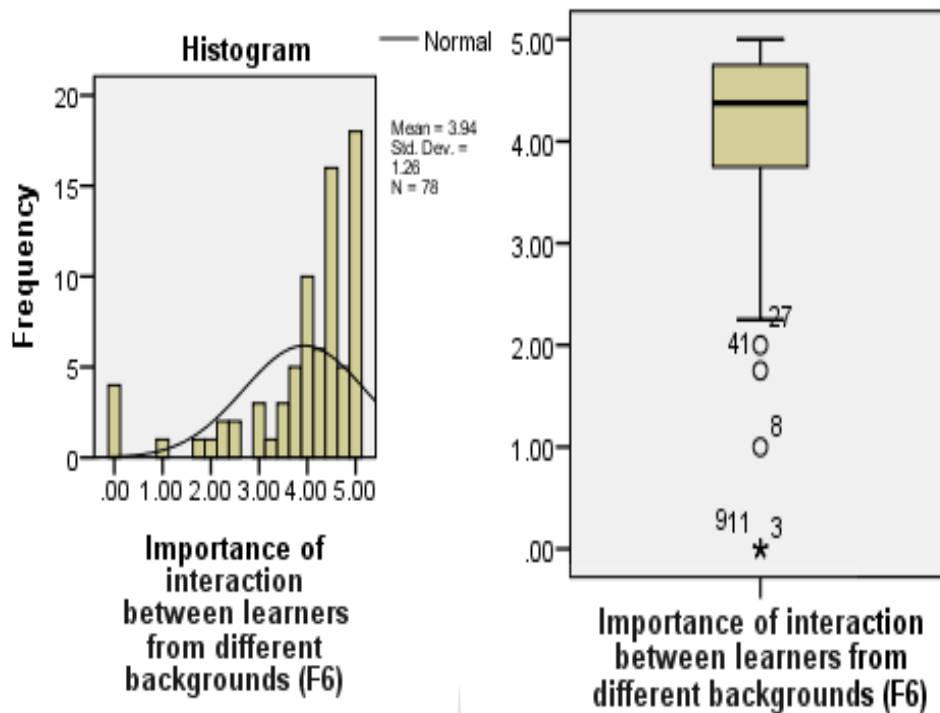 Histogram
Normal
Mean = 3.94
Std. Dev. =
1.26
N = 78
Frequency
20
15
10
5
0
.00 1.00 2.00 3.00 4.00 5.00
Importance of
interaction
between learners
from different
backgrounds (F6)
5.00
4.00
3.00
2.00
1.00
.00
27
41
8
911 3
Importance of interaction
between learners from
different backgrounds (F6)